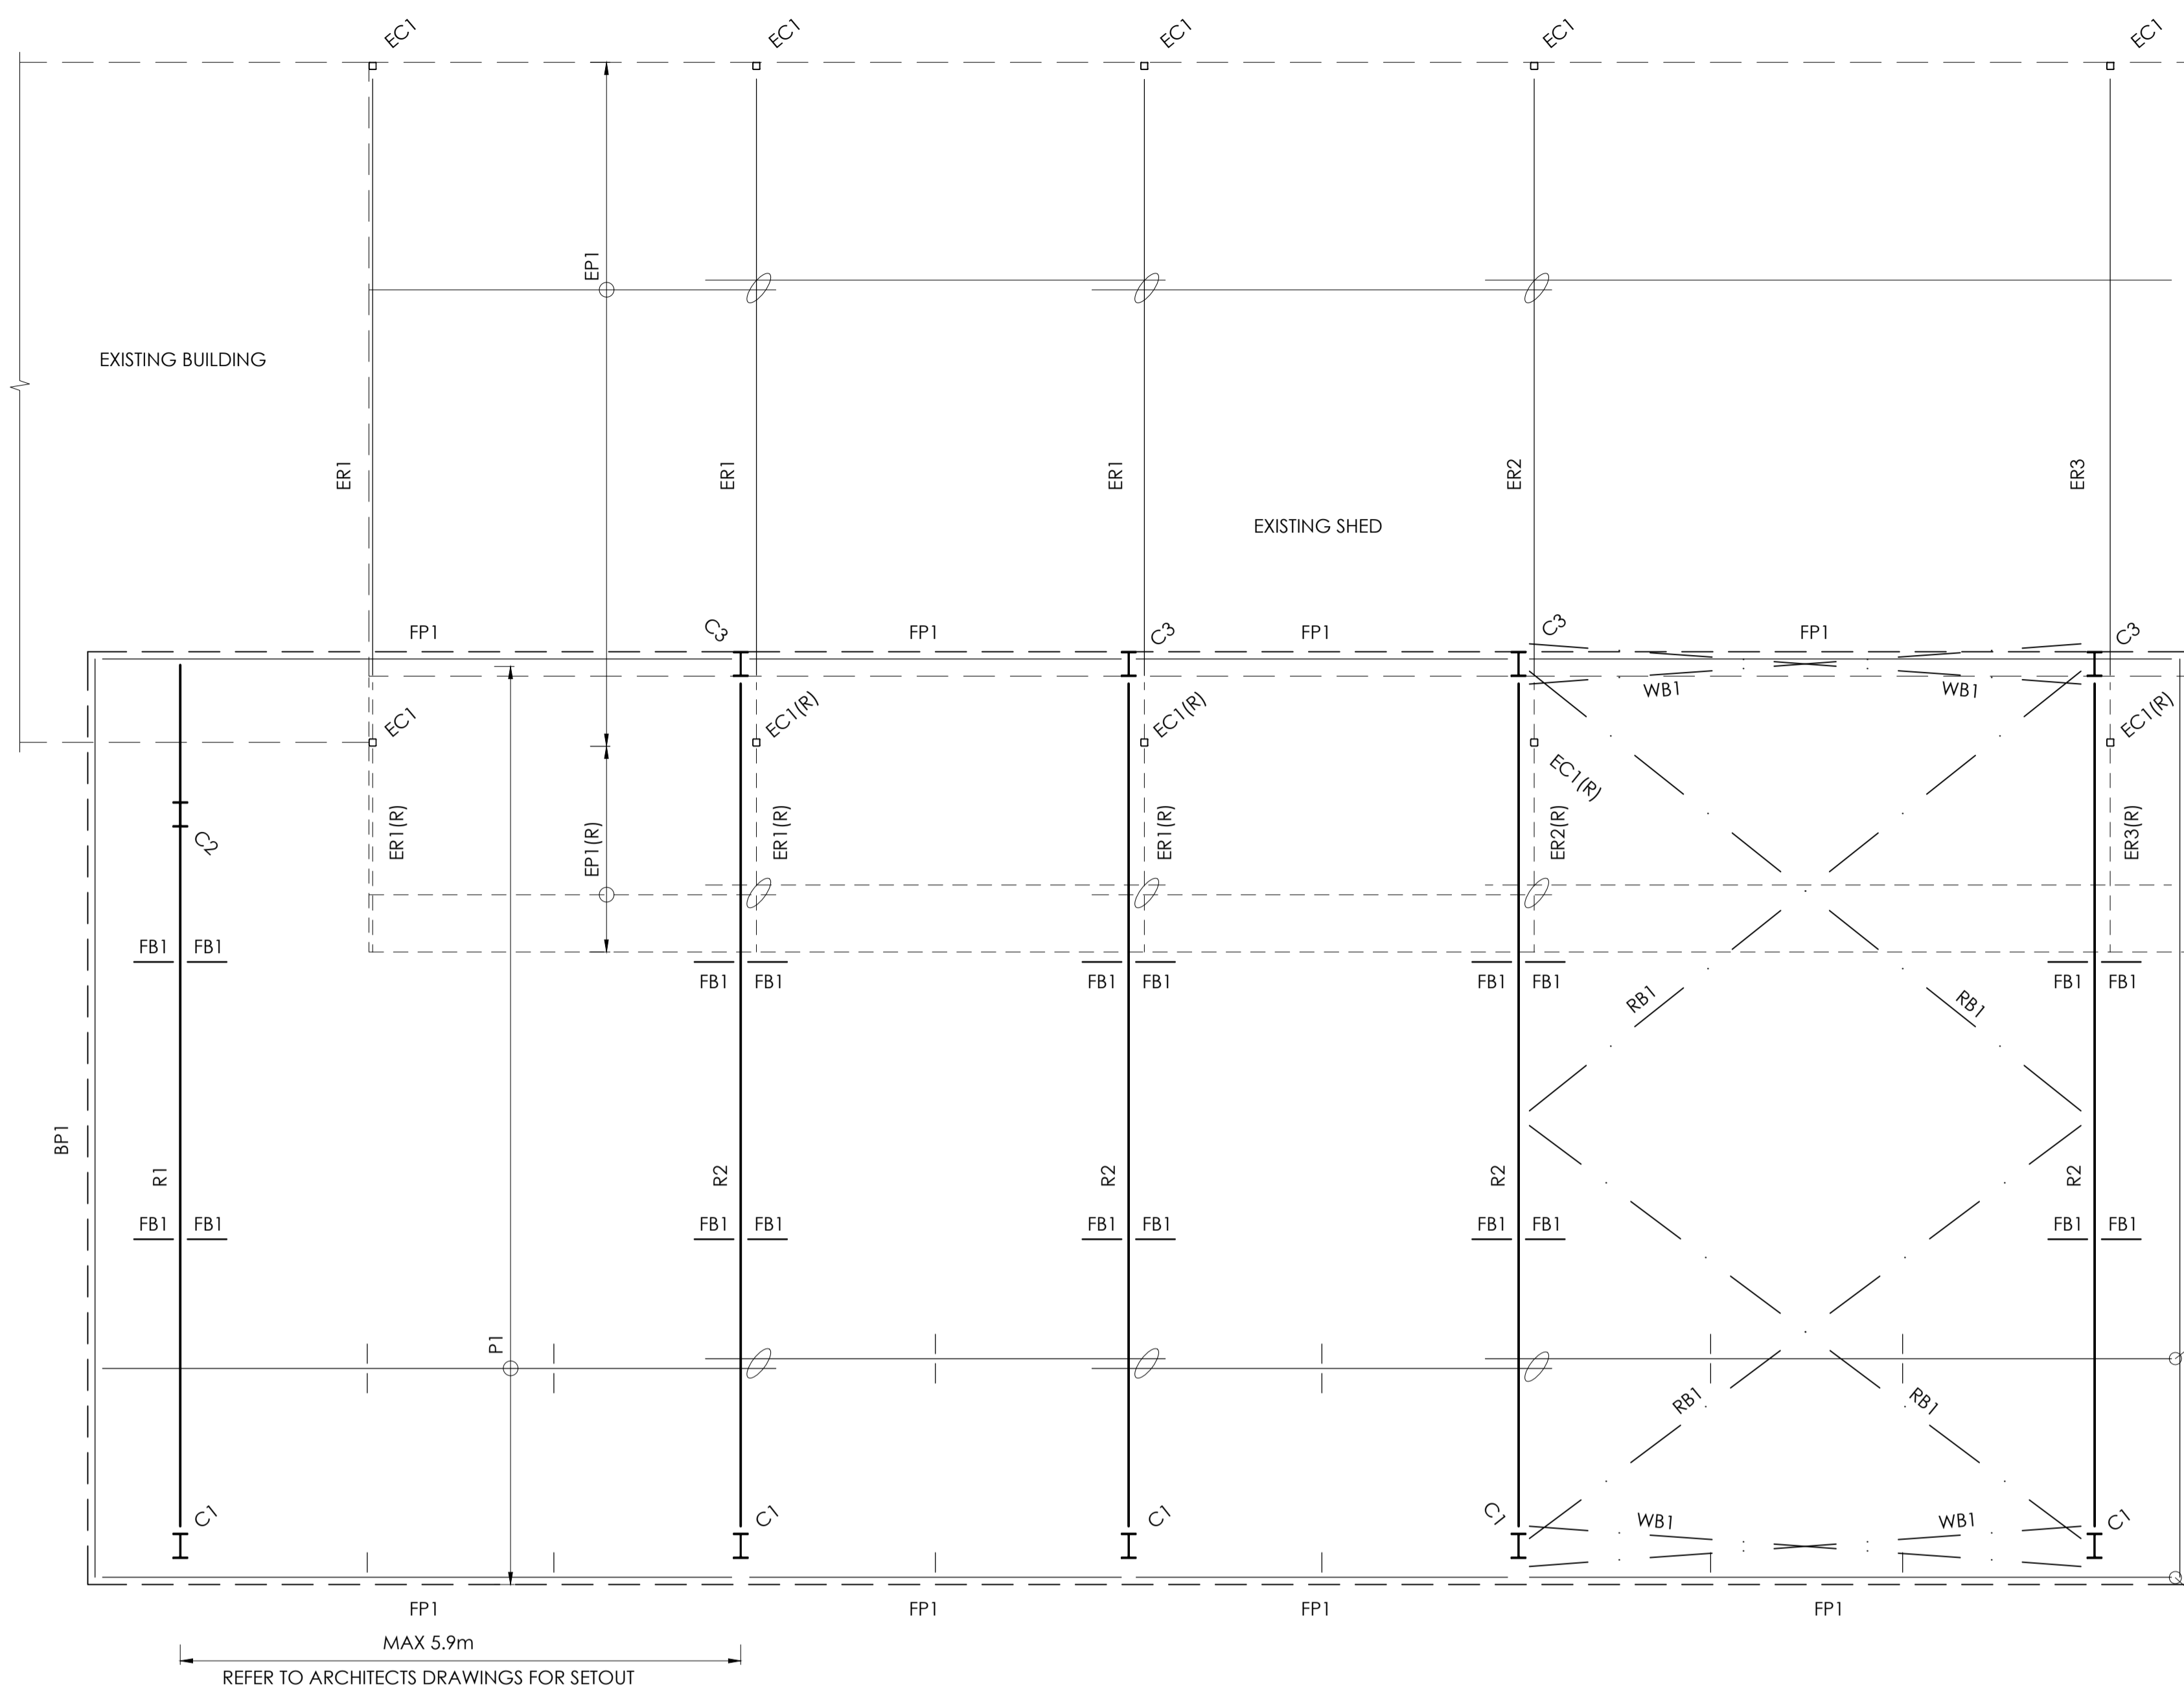 EC1
EC1
EC1
EC1
EC1
EP1
EXISTING BUILDING
ER1
ER1
ER1
ER2
ER3
EXISTING SHED
FP1
C3
FP1
C3
FP1
C3
FP1
C3
WB1
WB1
EC1
EC1(R)
EC1(R)
EC1(R)
EC1(R)
C2
ER1(R)
EP1(R)
ER1(R)
ER1(R)
ER2(R)
ER3(R)
FB1 FB1
FB1 FB1
FB1 FB1
FB1 FB1
FB1 FB1
RB1
RB1
BP1
R1
R2
R2
R2
R2
FB1 FB1
FB1 FB1
FB1 FB1
FB1 FB1
FB1 FB1
P1
RB1
RB1
C1
C1
C1
C1
WB1
WB1
C1
FP1
FP1
FP1
FP1
MAX 5.9m
REFER TO ARCHITECTS DRAWINGS FOR SETOUT